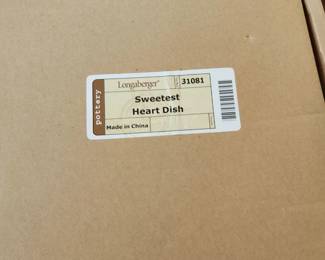 pottery
Longaberger®
31081
Sweetest
Heart Dish
Made in China